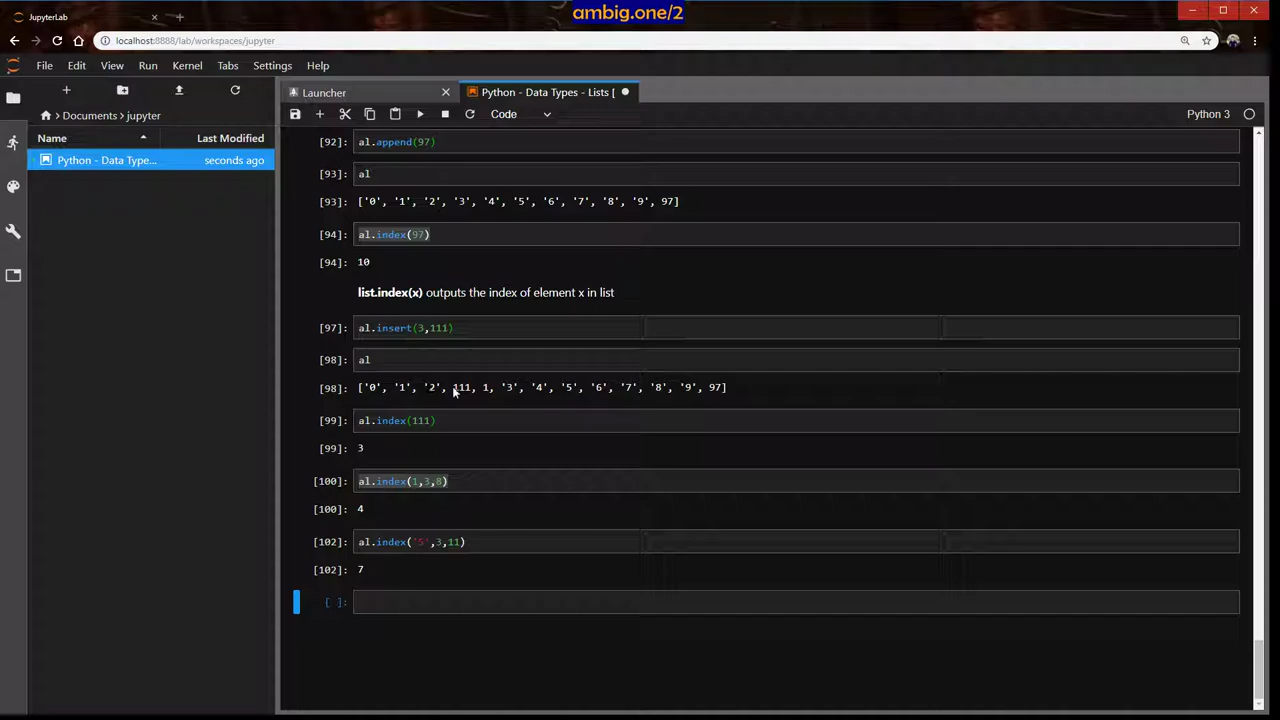 ambig.one/2
JupyterLab
localhost:8888/lab/workspaces/jupyter
File Edit View Run Kernel Tabs Settings Help
Launcher
Python - Data Types - Lists [
Documents jupyter
Code
Python 3
Name
Last Modified
Python - Data Type...
seconds ago
[92]: al.append(97)
[93]: al
[93]: ['0', '1', '2', '3', '4', '5', '6', '7', '8', '9', 97]
[94]: al.index(97)
[94]: 10
list.index(x) outputs the index of element x in list
[97]: al.insert(3,111)
[98]: al
[98]: ['0', '1', '2', 111, 1, '3', '4', '5', '6', '7', '8', '9', 97]
[99]: al.index(111)
[99]: 3
[100]: al.index(1,3,8)
[100]: 4
[102]: al.index('5',3,11)
[102]: 7
[ ]: